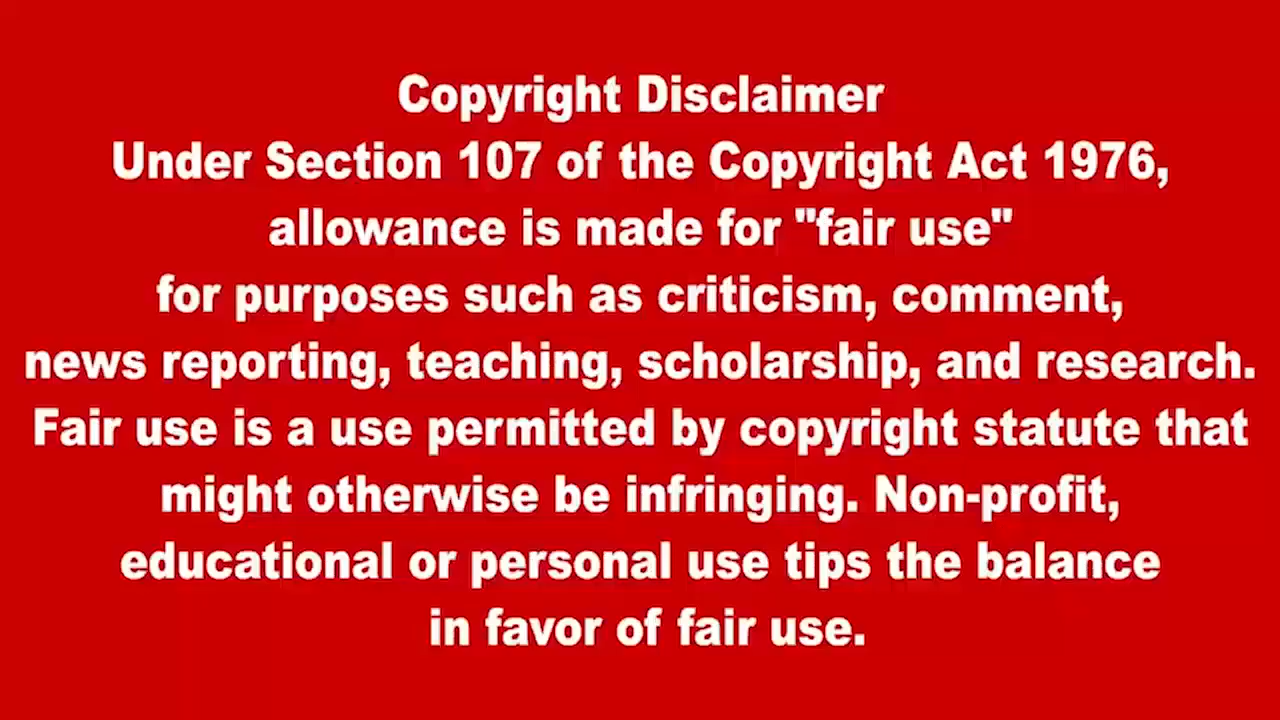 Copyright Disclaimer
Under Section 107 of the Copyright Act 1976,
allowance is made for "fair use"
for purposes such as criticism, comment,
news reporting, teaching, scholarship, and research.
Fair use is a use permitted by copyright statute that
might otherwise be infringing. Non-profit,
educational or personal use tips the balance
in favor of fair use.